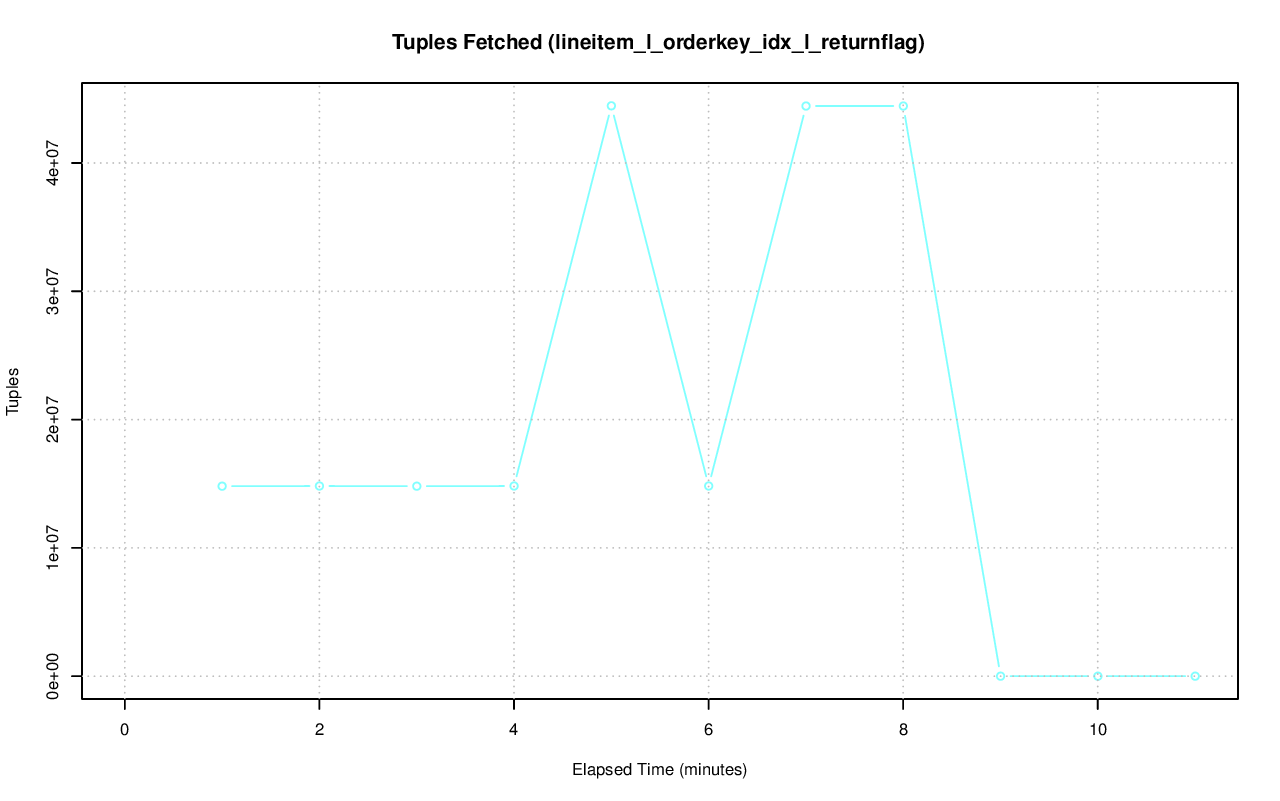 Tuples Fetched (lineitem_l_orderkey_idx_l_returnflag)
Tuples
4e+07
3e+07
2e+07
1e+07
0e+00
0 2 4 6 8 10
Elapsed Time (minutes)